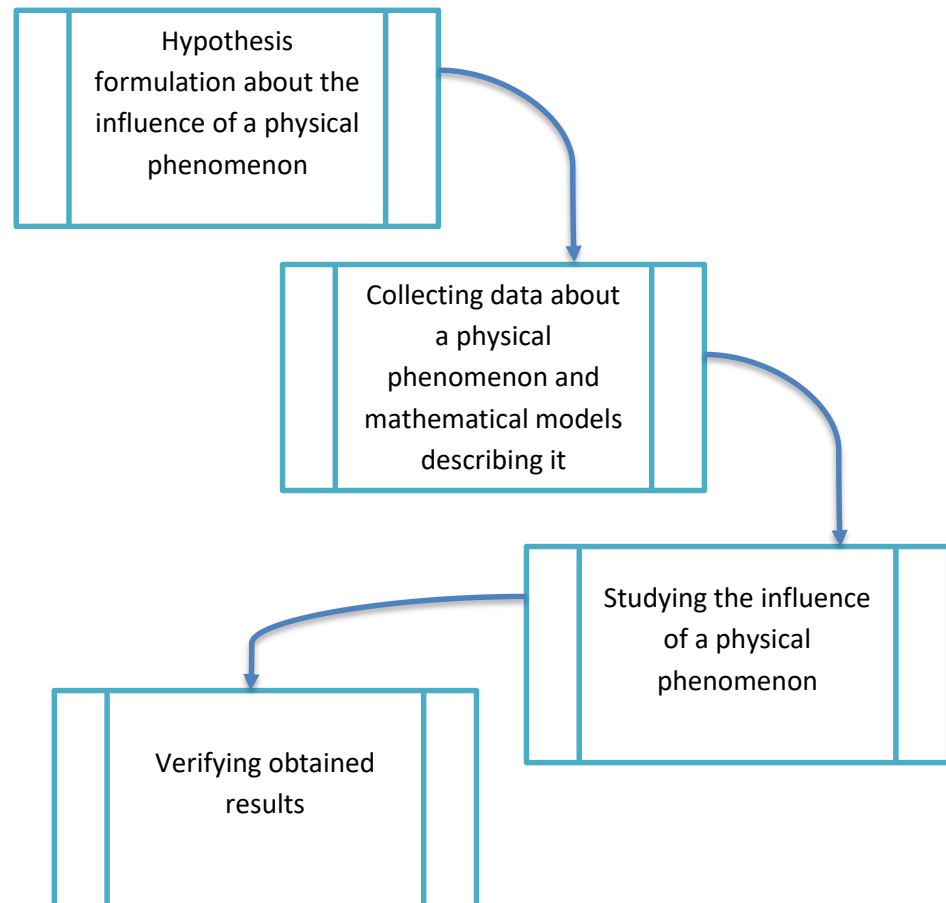 Hypothesis
formulation about the
influence of a physical
phenomenon
Collecting data about
a physical
phenomenon and
mathematical models
describing it
Studying the influence
of a physical
phenomenon
Verifying obtained
results